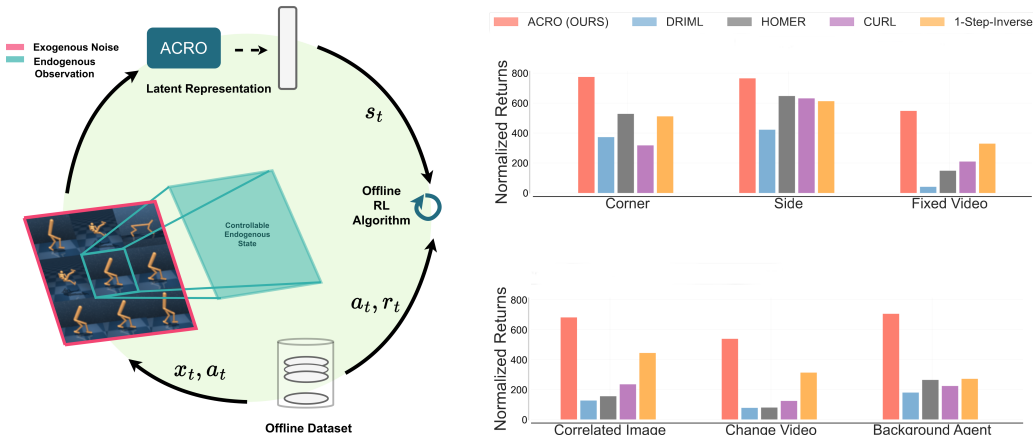 Exogenous Noise
Endogenous
Observation
ACRO
Latent Representation
s_t
Offline
RL
Algorithm
Controllable
Endogenous
State
a_t, r_t
x_t, a_t
Offline Dataset
ACRO (OURS)
DRIML
HOMER
CURL
1-Step-Inverse
Normalized Returns
800
600
400
200
0
Corner
Side
Fixed Video
Normalized Returns
800
600
400
200
0
Correlated Image
Change Video
Background Agent